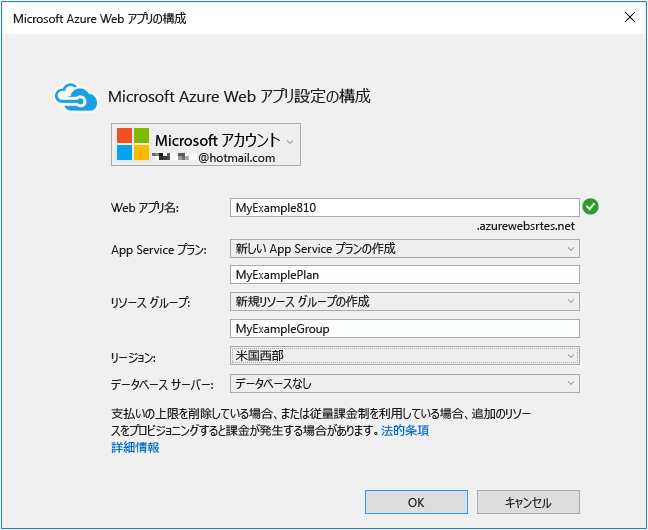 Microsoft Azure Web アプリの構成
Microsoft Azure Web アプリ設定の構成
Microsoft アカウント
@hotmail.com
Web アプリ名:
MyExample810
.azurewebsrtes.net
App Service プラン:
新しい App Service プランの作成
MyExamplePlan
リソース グループ:
新規リソース グループの作成
MyExampleGroup
リージョン:
米国西部
データベース サーバー:
データベースなし
支払いの上限を削除している場合、または従量課金制を利用している場合、追加のリソー
スをプロビジョニングすると課金が発生する場合があります。法的条項
詳細情報
OK
キャンセル